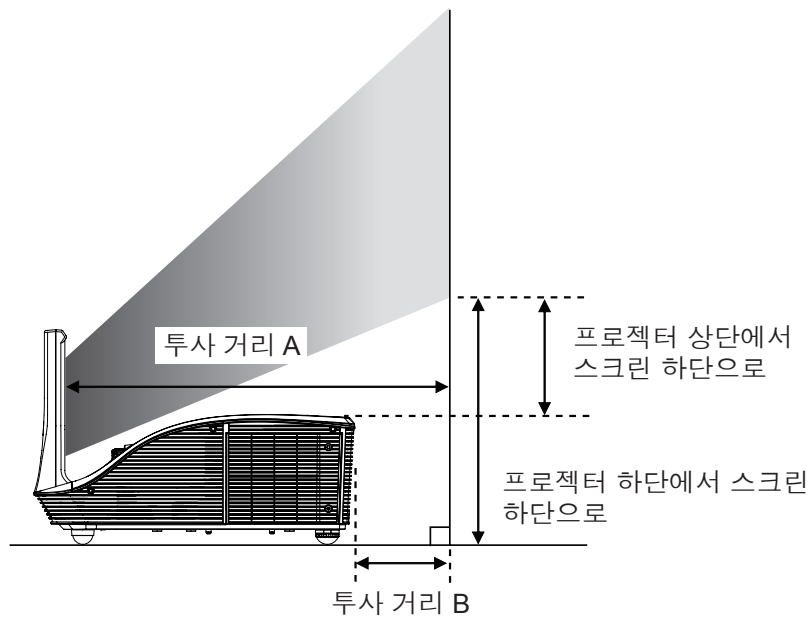 투사 거리 A
프로젝터 상단에서
스크린 하단으로
프로젝터 하단에서 스크린
하단으로
투사 거리 B